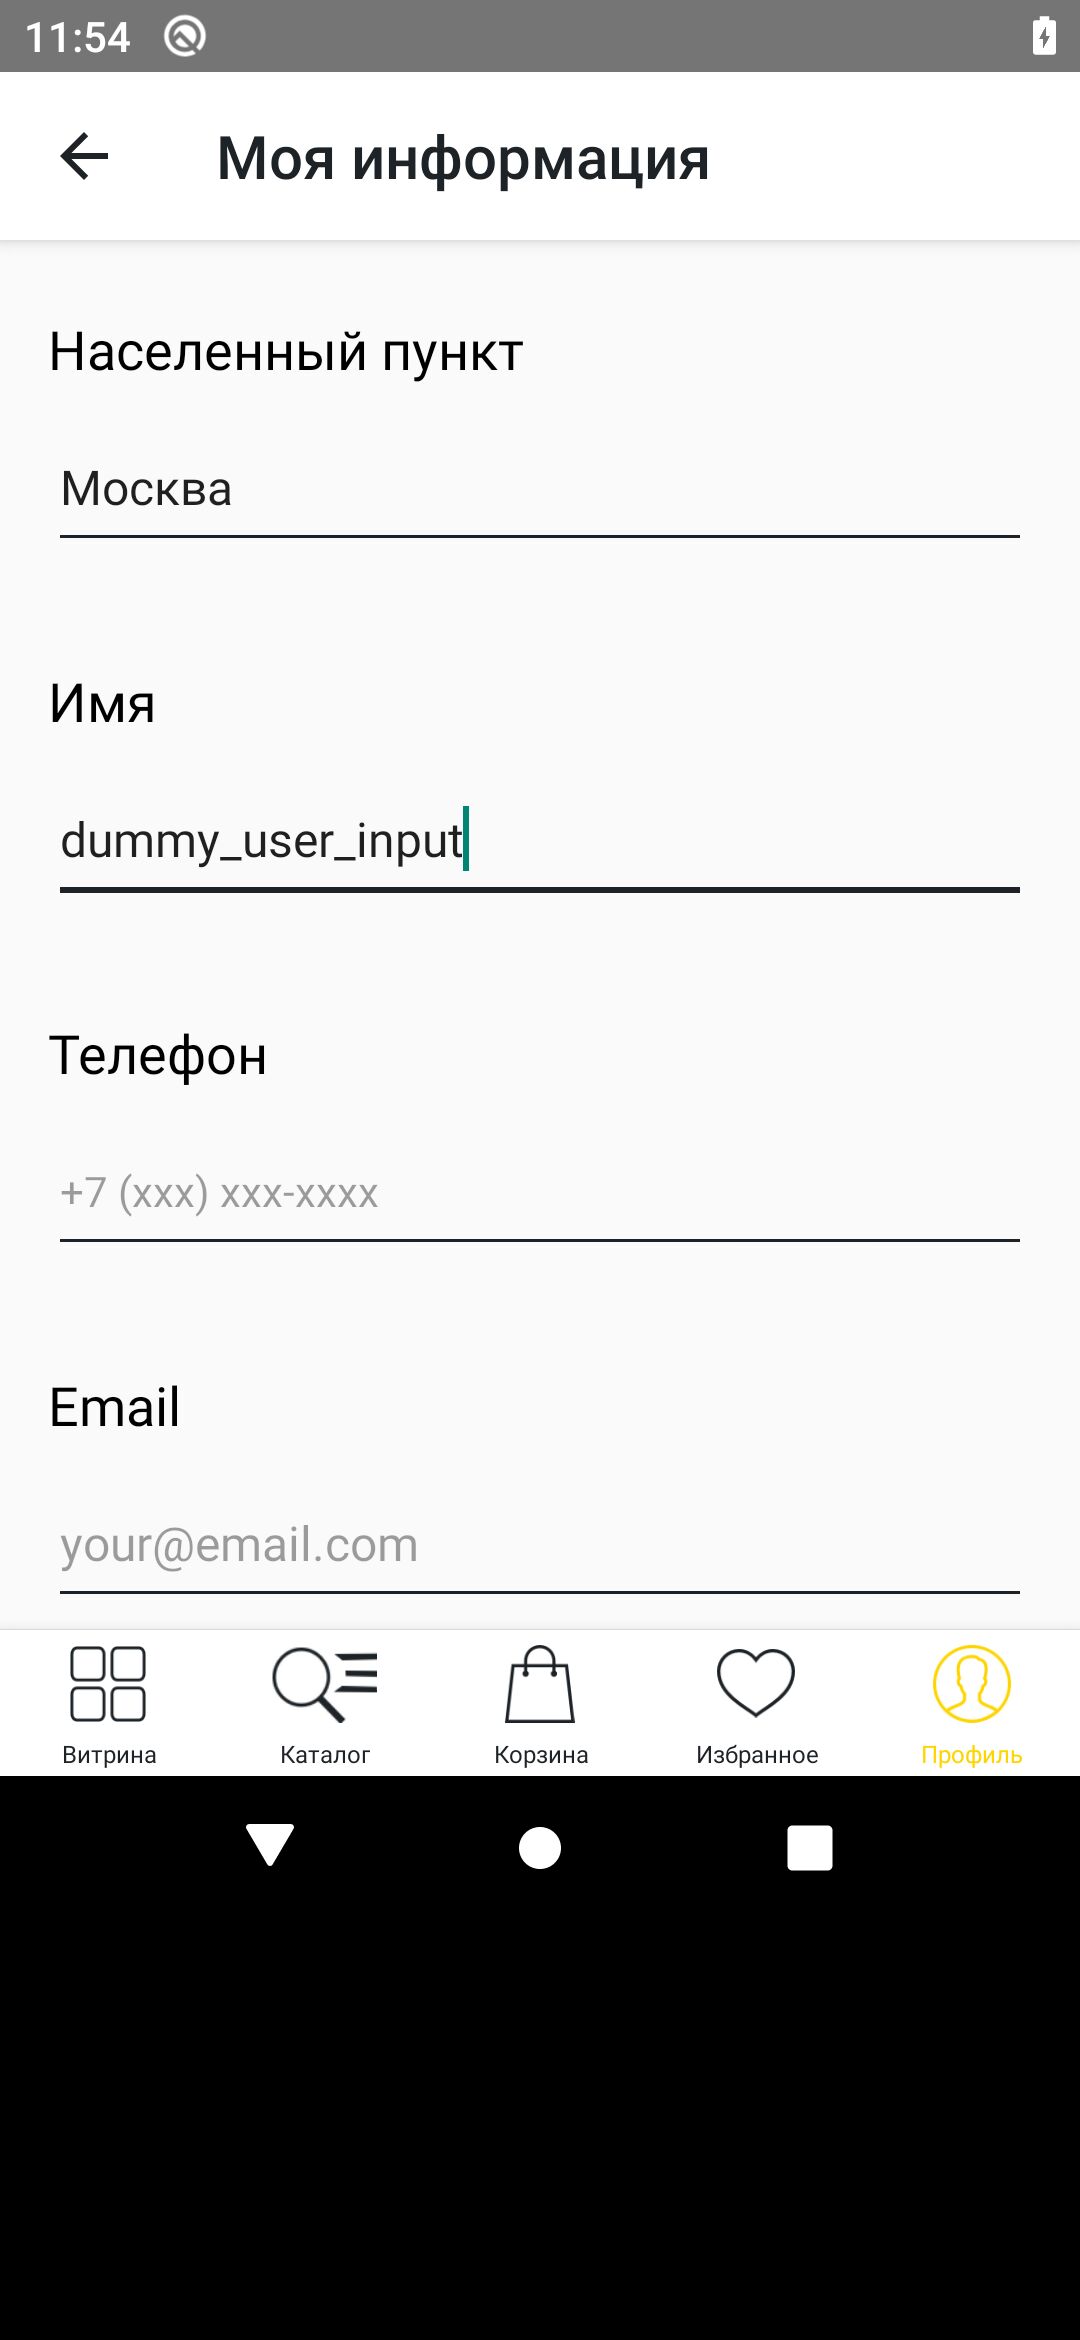 11:54
Моя информация
Населенный пункт
Москва
Имя
dummy_user_input
Телефон
+7 (xxx) xxx-xxxx
Email
your@email.com
Витрина Каталог Корзина Избранное Профиль